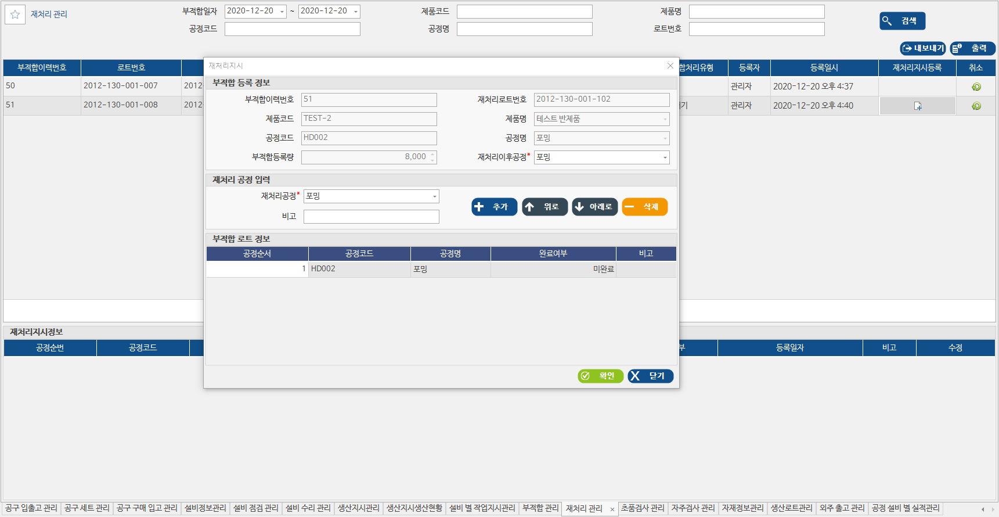 재처리 관리
부적합일자 2020-12-20 ~ 2020-12-20 제품코드 제품명
공정코드 공정명 로트번호
검색
내보내기 출력
부적합이력번호 로트번호 합처리유형 등록자 등록일시 재처리지시등록 취소
50 2012-130-001-007 2012- 관리자 2020-12-20 오후 4:37
51 2012-130-001-008 2012- 기 관리자 2020-12-20 오후 4:40
재처리지시
부적합 등록 정보
부적합이력번호 51 재처리로트번호 2012-130-001-102
제품코드 TEST-2 제품명 테스트 반제품
공정코드 HD002 공정명 포밍
부적합등록량 8,000 재처리이후공정* 포밍
재처리 공정 입력
재처리공정* 포밍
비고
추가 위로 아래로 삭제
부적합 로트 정보
공정순서 공정코드 공정명 완료여부 비고
1 HD002 포밍 미완료
확인 닫기
재처리지시정보
공정순번 공정코드 부 등록일자 비고 수정
공구 입출고 관리 공구 세트 관리 공구 구매 입고 관리 설비정보관리 설비 점검 관리 설비 수리 관리 생산지시관리 생산지시생산현황 설비 별 작업지시관리 부적합 관리 재처리 관리 × 초품검사 관리 자주검사 관리 자재정보관리 생산로트관리 외주 출고 관리 공정 설비 별 실적관리